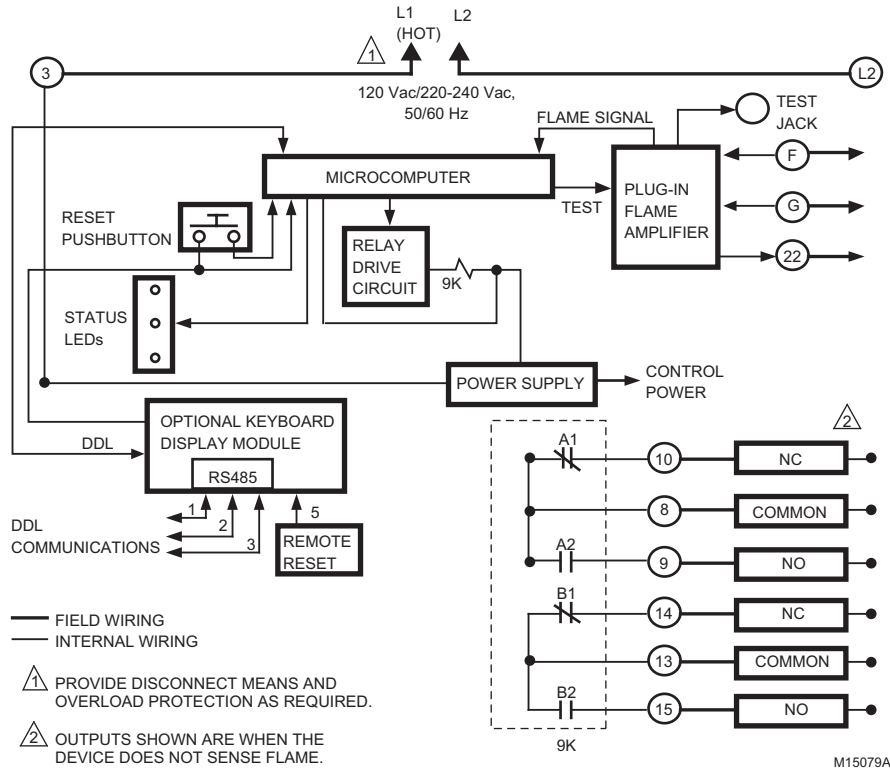 L1
(HOT)
L2
1
3
L2
120 Vac/220-240 Vac,
50/60 Hz
FLAME SIGNAL
TEST
JACK
F
MICROCOMPUTER
TEST
PLUG-IN
FLAME
AMPLIFIER
G
22
RESET
PUSHBUTTON
RELAY
DRIVE
CIRCUIT
9K
STATUS
LEDs
POWER SUPPLY
CONTROL
POWER
OPTIONAL KEYBOARD
DISPLAY MODULE
DDL
RS485
1
2
3
5
DDL
COMMUNICATIONS
REMOTE
RESET
2
A1
10
NC
8
COMMON
A2
9
NO
B1
14
NC
13
COMMON
B2
15
NO
9K
FIELD WIRING
INTERNAL WIRING
1 PROVIDE DISCONNECT MEANS AND
OVERLOAD PROTECTION AS REQUIRED.
2 OUTPUTS SHOWN ARE WHEN THE
DEVICE DOES NOT SENSE FLAME.
M15079A